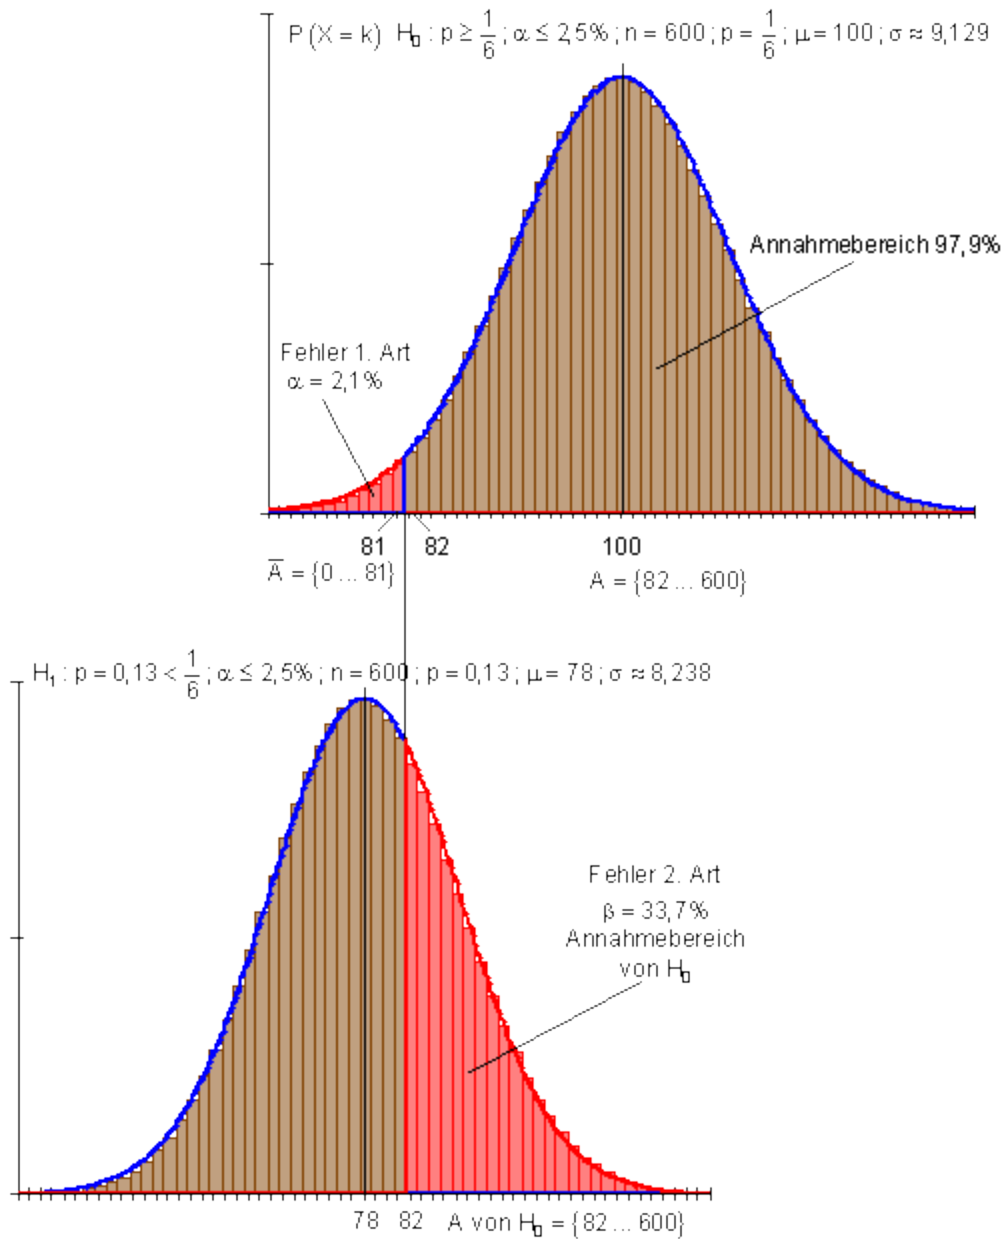 P (X = k) H₀ : p ≥ 1/6 ; α ≤ 2,5% ; n = 600 ; p = 1/6 ; μ = 100 ; σ ≈ 9,129
Annahmebereich 97,9%
Fehler 1. Art
α = 2,1%
81 82 100
A̅ = {0 ... 81} A = {82 ... 600}
H₁ : p = 0,13 < 1/6 ; α ≤ 2,5% ; n = 600 ; p = 0,13 ; μ = 78 ; σ ≈ 8,238
Fehler 2. Art
β = 33,7%
Annahmebereich
von H₀
78 82 A von H₀ = {82 ... 600}